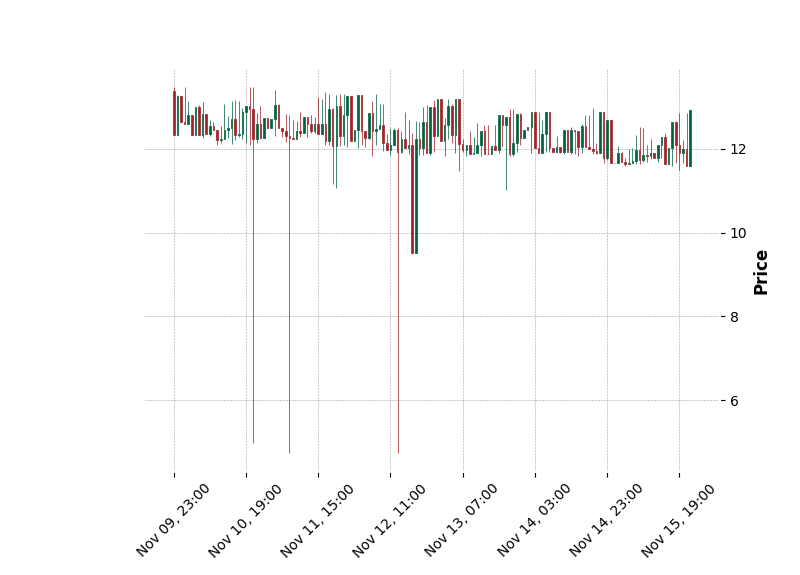 12
10
8
6
Price
Nov 09, 23:00
Nov 10, 19:00
Nov 11, 15:00
Nov 12, 11:00
Nov 13, 07:00
Nov 14, 03:00
Nov 14, 23:00
Nov 15, 19:00